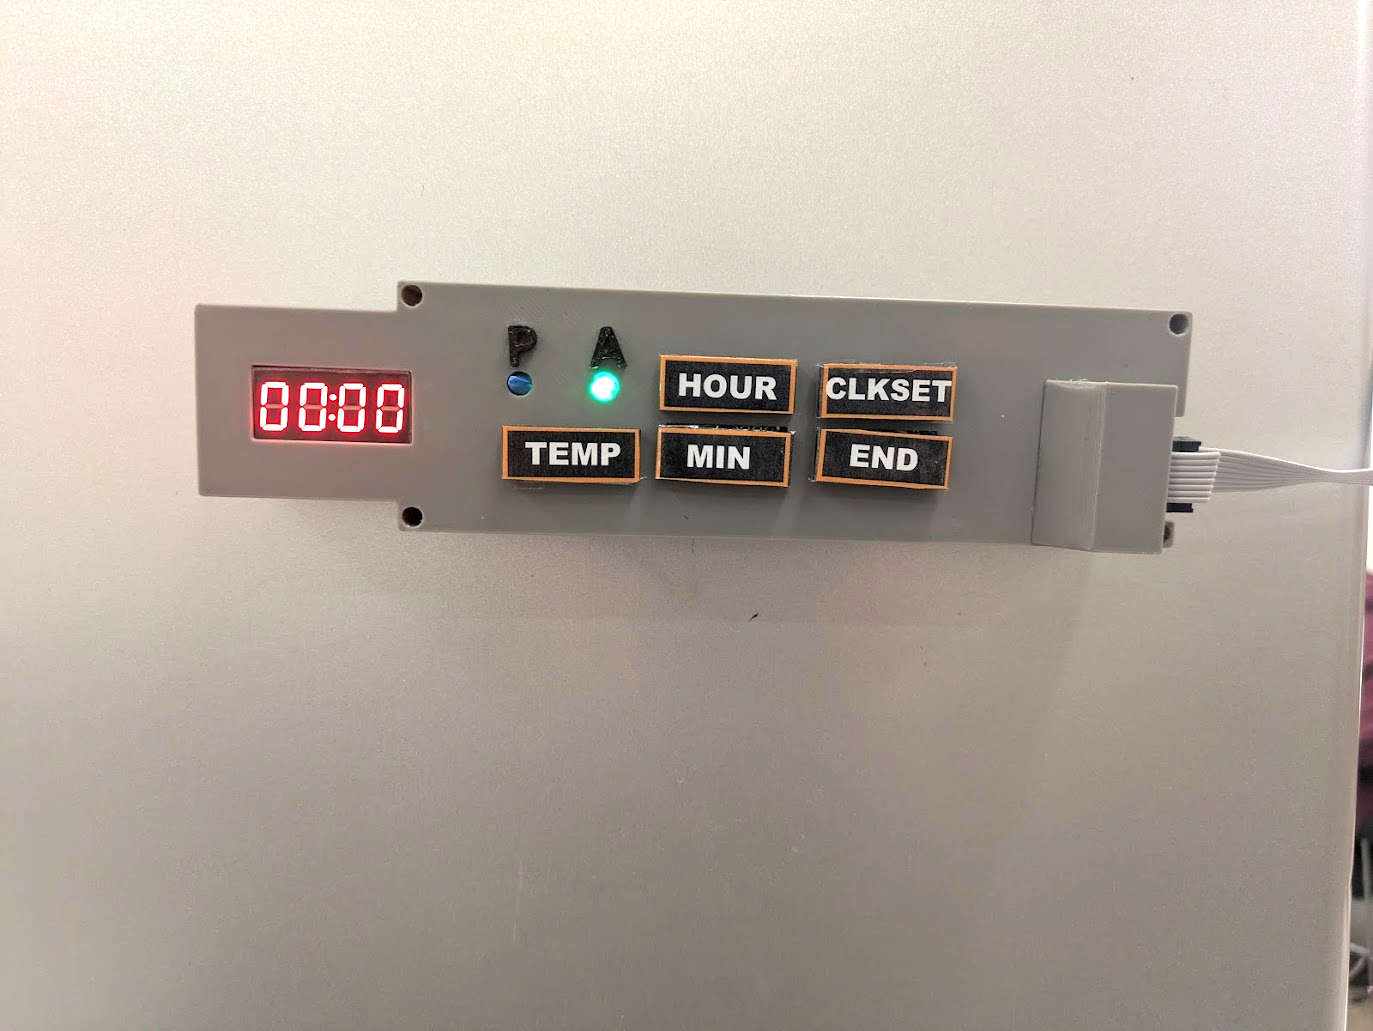 P A
HOUR CLKSET
00:00
TEMP MIN END